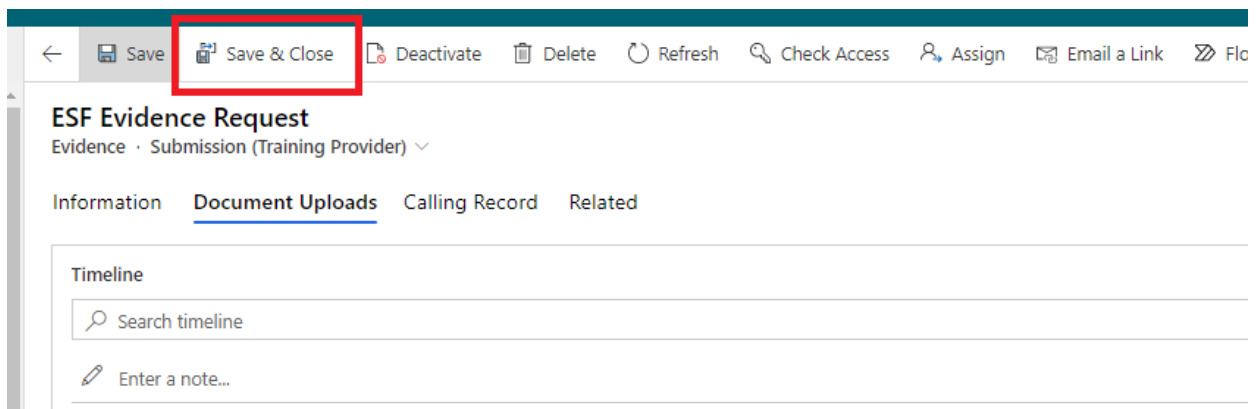 Save Save & Close Deactivate Delete Refresh Check Access Assign Email a Link Flo
ESF Evidence Request
Evidence · Submission (Training Provider)
Information Document Uploads Calling Record Related
Timeline
Search timeline
Enter a note...